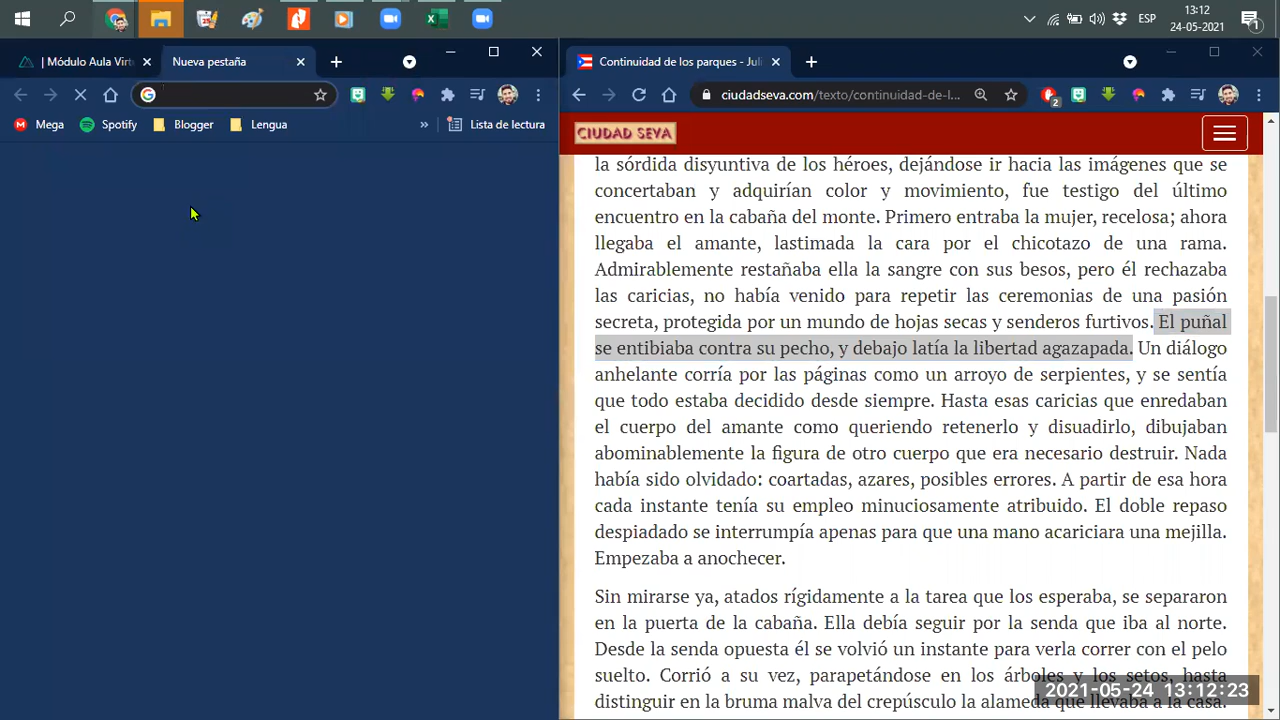 13:12
ESP
24-05-2021
1
| Módulo Aula Virt
Nueva pestaña
Continuidad de los parques - Juli
G
ciudadseva.com/texto/continuidad-de-l...
2
Mega
Spotify
Blogger
Lengua
»
Lista de lectura
CIUDAD SEVA
la sórdida disyuntiva de los héroes, dejándose ir hacia las imágenes que se
concertaban y adquirían color y movimiento, fue testigo del último
encuentro en la cabaña del monte. Primero entraba la mujer, recelosa; ahora
llegaba el amante, lastimada la cara por el chicotazo de una rama.
Admirablemente restañaba ella la sangre con sus besos, pero él rechazaba
las caricias, no había venido para repetir las ceremonias de una pasión
secreta, protegida por un mundo de hojas secas y senderos furtivos. El puñal
se entibiaba contra su pecho, y debajo latía la libertad agazapada. Un diálogo
anhelante corría por las páginas como un arroyo de serpientes, y se sentía
que todo estaba decidido desde siempre. Hasta esas caricias que enredaban
el cuerpo del amante como queriendo retenerlo y disuadirlo, dibujaban
abominablemente la figura de otro cuerpo que era necesario destruir. Nada
había sido olvidado: coartadas, azares, posibles errores. A partir de esa hora
cada instante tenía su empleo minuciosamente atribuido. El doble repaso
despiadado se interrumpía apenas para que una mano acariciara una mejilla.
Empezaba a anochecer.
Sin mirarse ya, atados rígidamente a la tarea que los esperaba, se separaron
en la puerta de la cabaña. Ella debía seguir por la senda que iba al norte.
Desde la senda opuesta él se volvió un instante para verla correr con el pelo
suelto. Corrió a su vez, parapetándose en los árboles y los setos, hasta
distinguir en la bruma malva del crepúsculo la alameda que llevaba a la casa.
2021-05-24 13:12:23